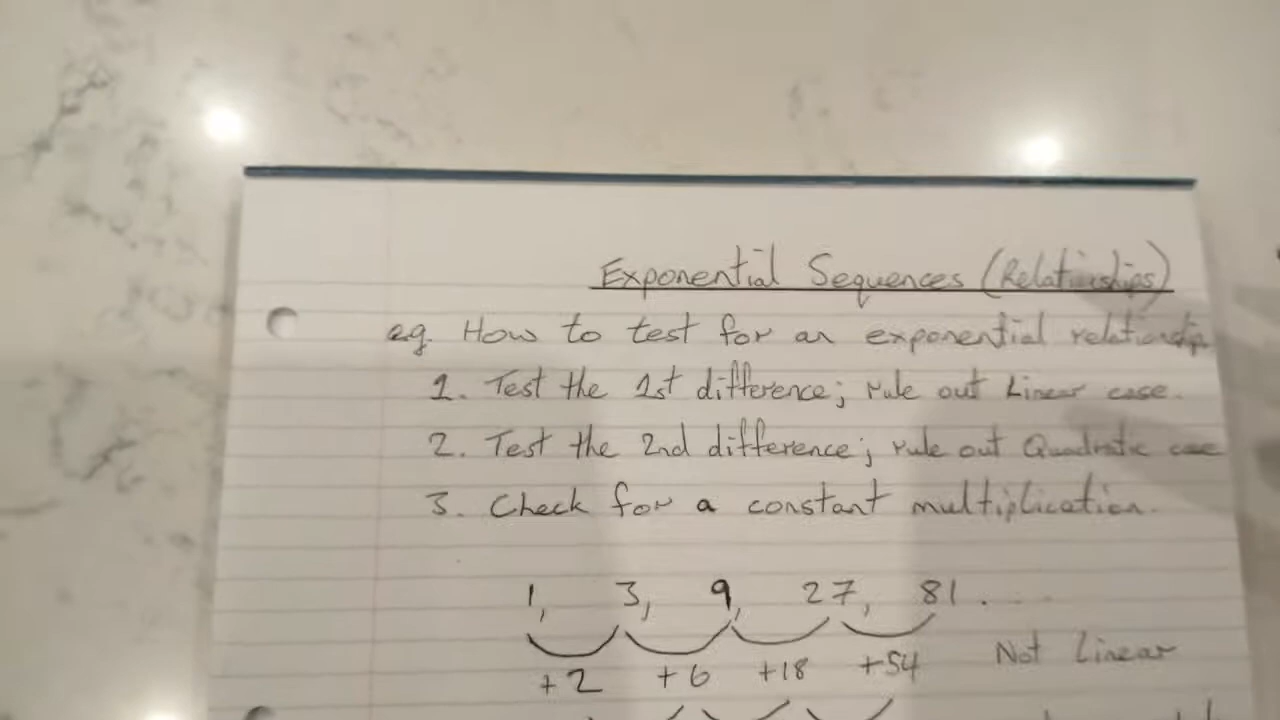 Exponential Sequences (Relationships)
eg. How to test for an exponential relationship
1. Test the 1st difference; rule out Linear case.
2. Test the 2nd difference; rule out Quadratic case
3. Check for a constant multiplication.
1, 3, 9, 27, 81 . . . .
+2 +6 +18 +54 Not Linear